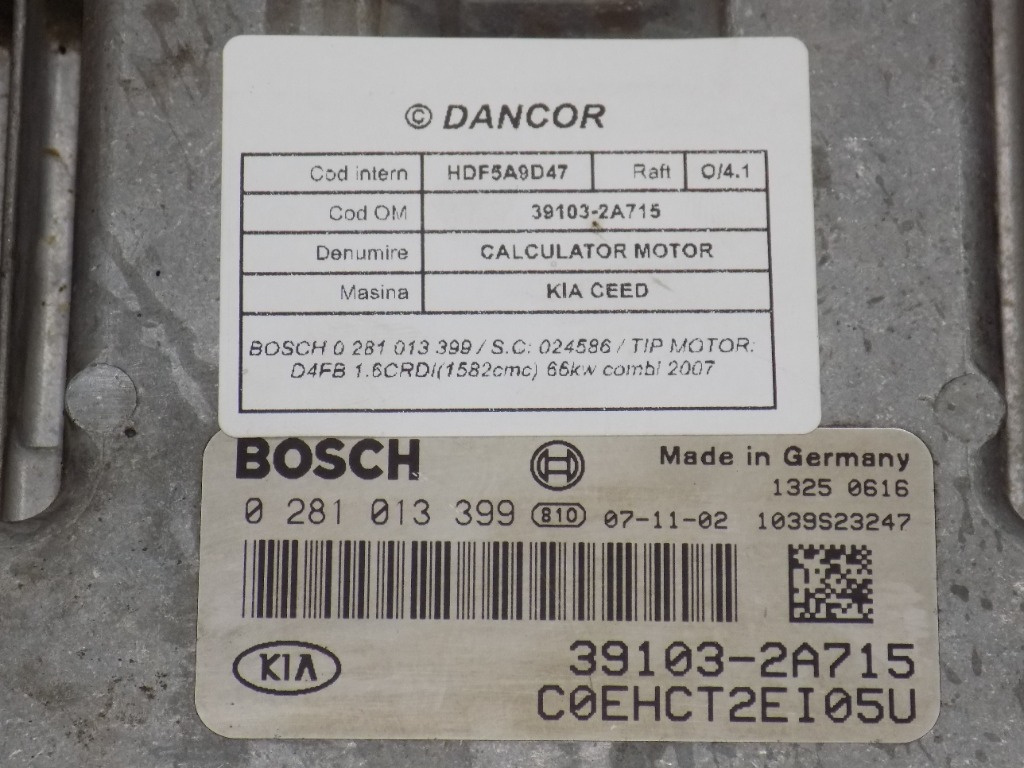 © DANCOR
Cod intern HDF5A9D47 Raft O/4.1
Cod OM 39103-2A715
Denumire CALCULATOR MOTOR
Masina KIA CEED
BOSCH 0 281 013 399 / S.C: 024586 / TIP MOTOR:
D4FB 1.6CRDI(1582cmc) 66kw combi 2007
BOSCH Made in Germany
1325 0616
0 281 013 399 810 07-11-02 1039S23247
KIA 39103-2A715
C0EHCT2EI05U